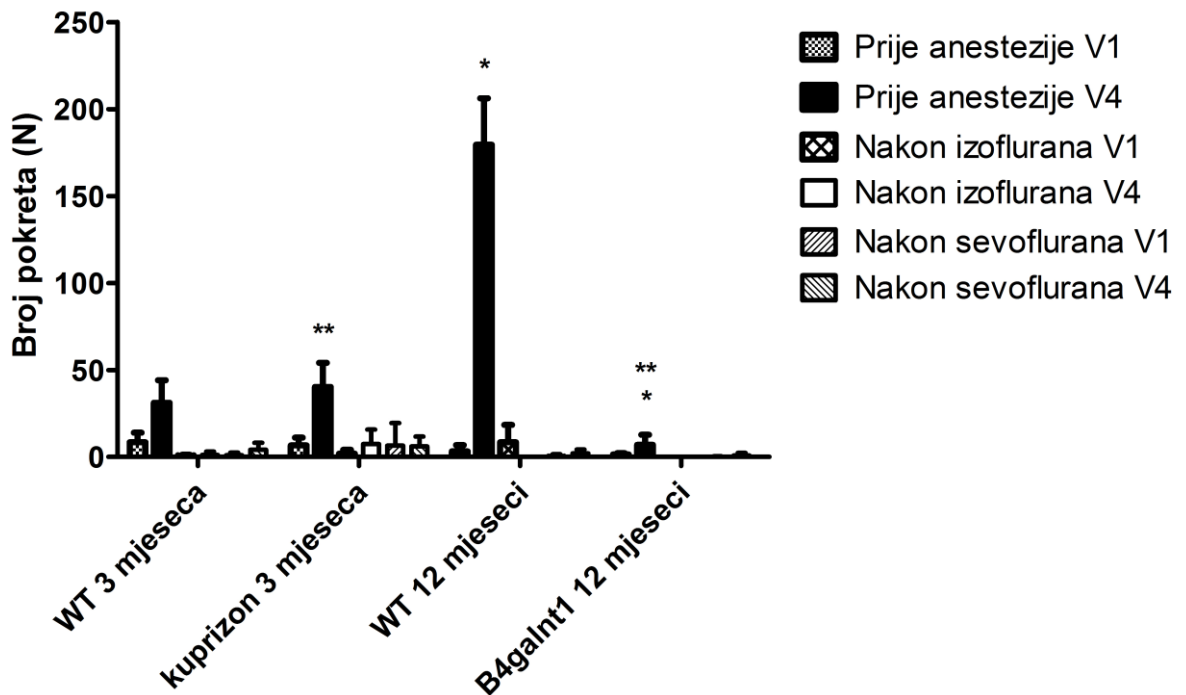 Broj pokreta (N)
250
200
150
100
50
0
**
*
**
*
WT 3 mjeseca
kuprizon 3 mjeseca
WT 12 mjeseci
B4galnt1 12 mjeseci
Prije anestezije V1
Prije anestezije V4
Nakon izoflurana V1
Nakon izoflurana V4
Nakon sevoflurana V1
Nakon sevoflurana V4